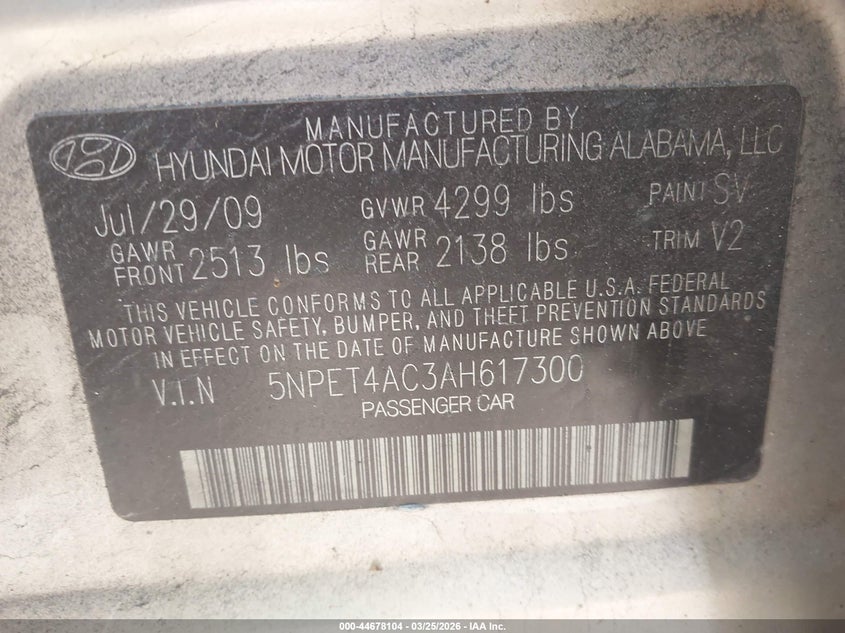 MANUFACTURED BY
HYUNDAI MOTOR MANUFACTURING ALABAMA, LLC
Jul/29/09 GVWR 4299 lbs PAINT SV
GAWR FRONT 2513 lbs GAWR REAR 2138 lbs TRIM V2
THIS VEHICLE CONFORMS TO ALL APPLICABLE U.S.A. FEDERAL
MOTOR VEHICLE SAFETY, BUMPER, AND THEFT PREVENTION STANDARDS
IN EFFECT ON THE DATE OF MANUFACTURE SHOWN ABOVE
V.I.N 5NPET4AC3AH617300
PASSENGER CAR
000-44678104 - 03/25/2026 - IAA Inc.